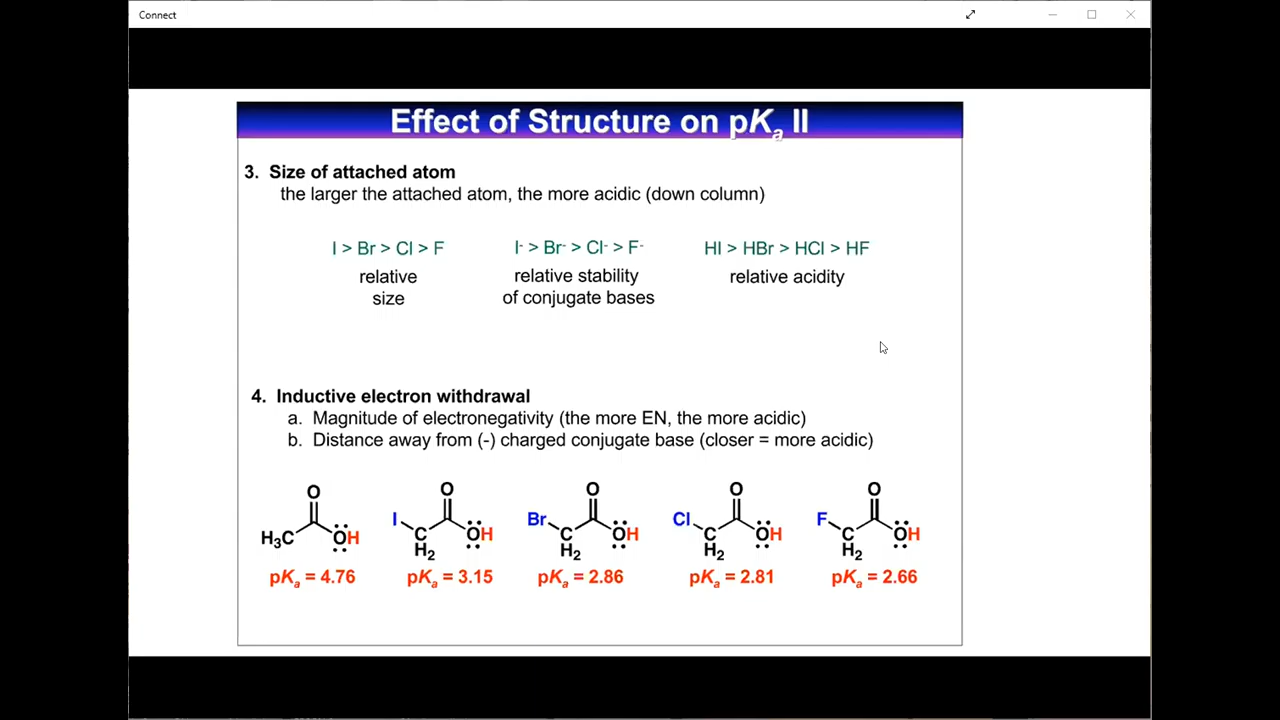 Connect
Effect of Structure on pKa II
3. Size of attached atom
the larger the attached atom, the more acidic (down column)
I > Br > Cl > F
I- > Br- > Cl- > F-
HI > HBr > HCl > HF
relative
size
relative stability
of conjugate bases
relative acidity
4. Inductive electron withdrawal
a. Magnitude of electronegativity (the more EN, the more acidic)
b. Distance away from (-) charged conjugate base (closer = more acidic)
O O O O O
H3C OH I C H2 OH Br C H2 OH Cl C H2 OH F C H2 OH
pKa = 4.76 pKa = 3.15 pKa = 2.86 pKa = 2.81 pKa = 2.66